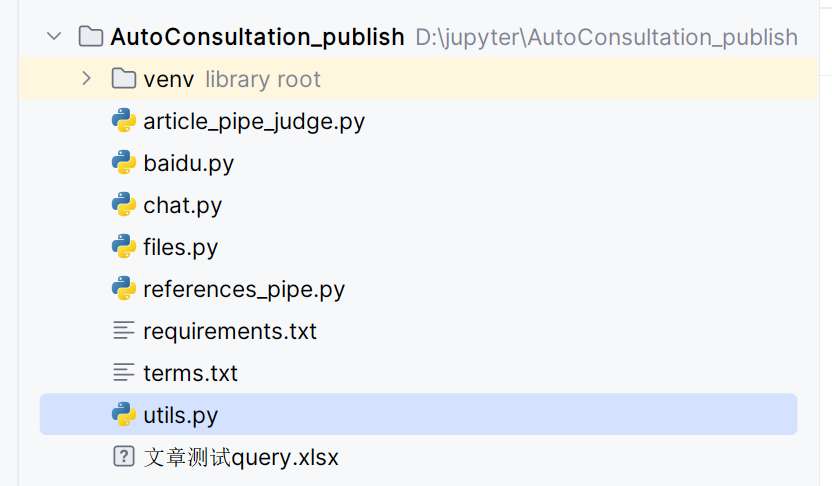 AutoConsultation_publish D:\jupyter\AutoConsultation_publish
venv library root
article_pipe_judge.py
baidu.py
chat.py
files.py
references_pipe.py
requirements.txt
terms.txt
utils.py
文章测试query.xlsx